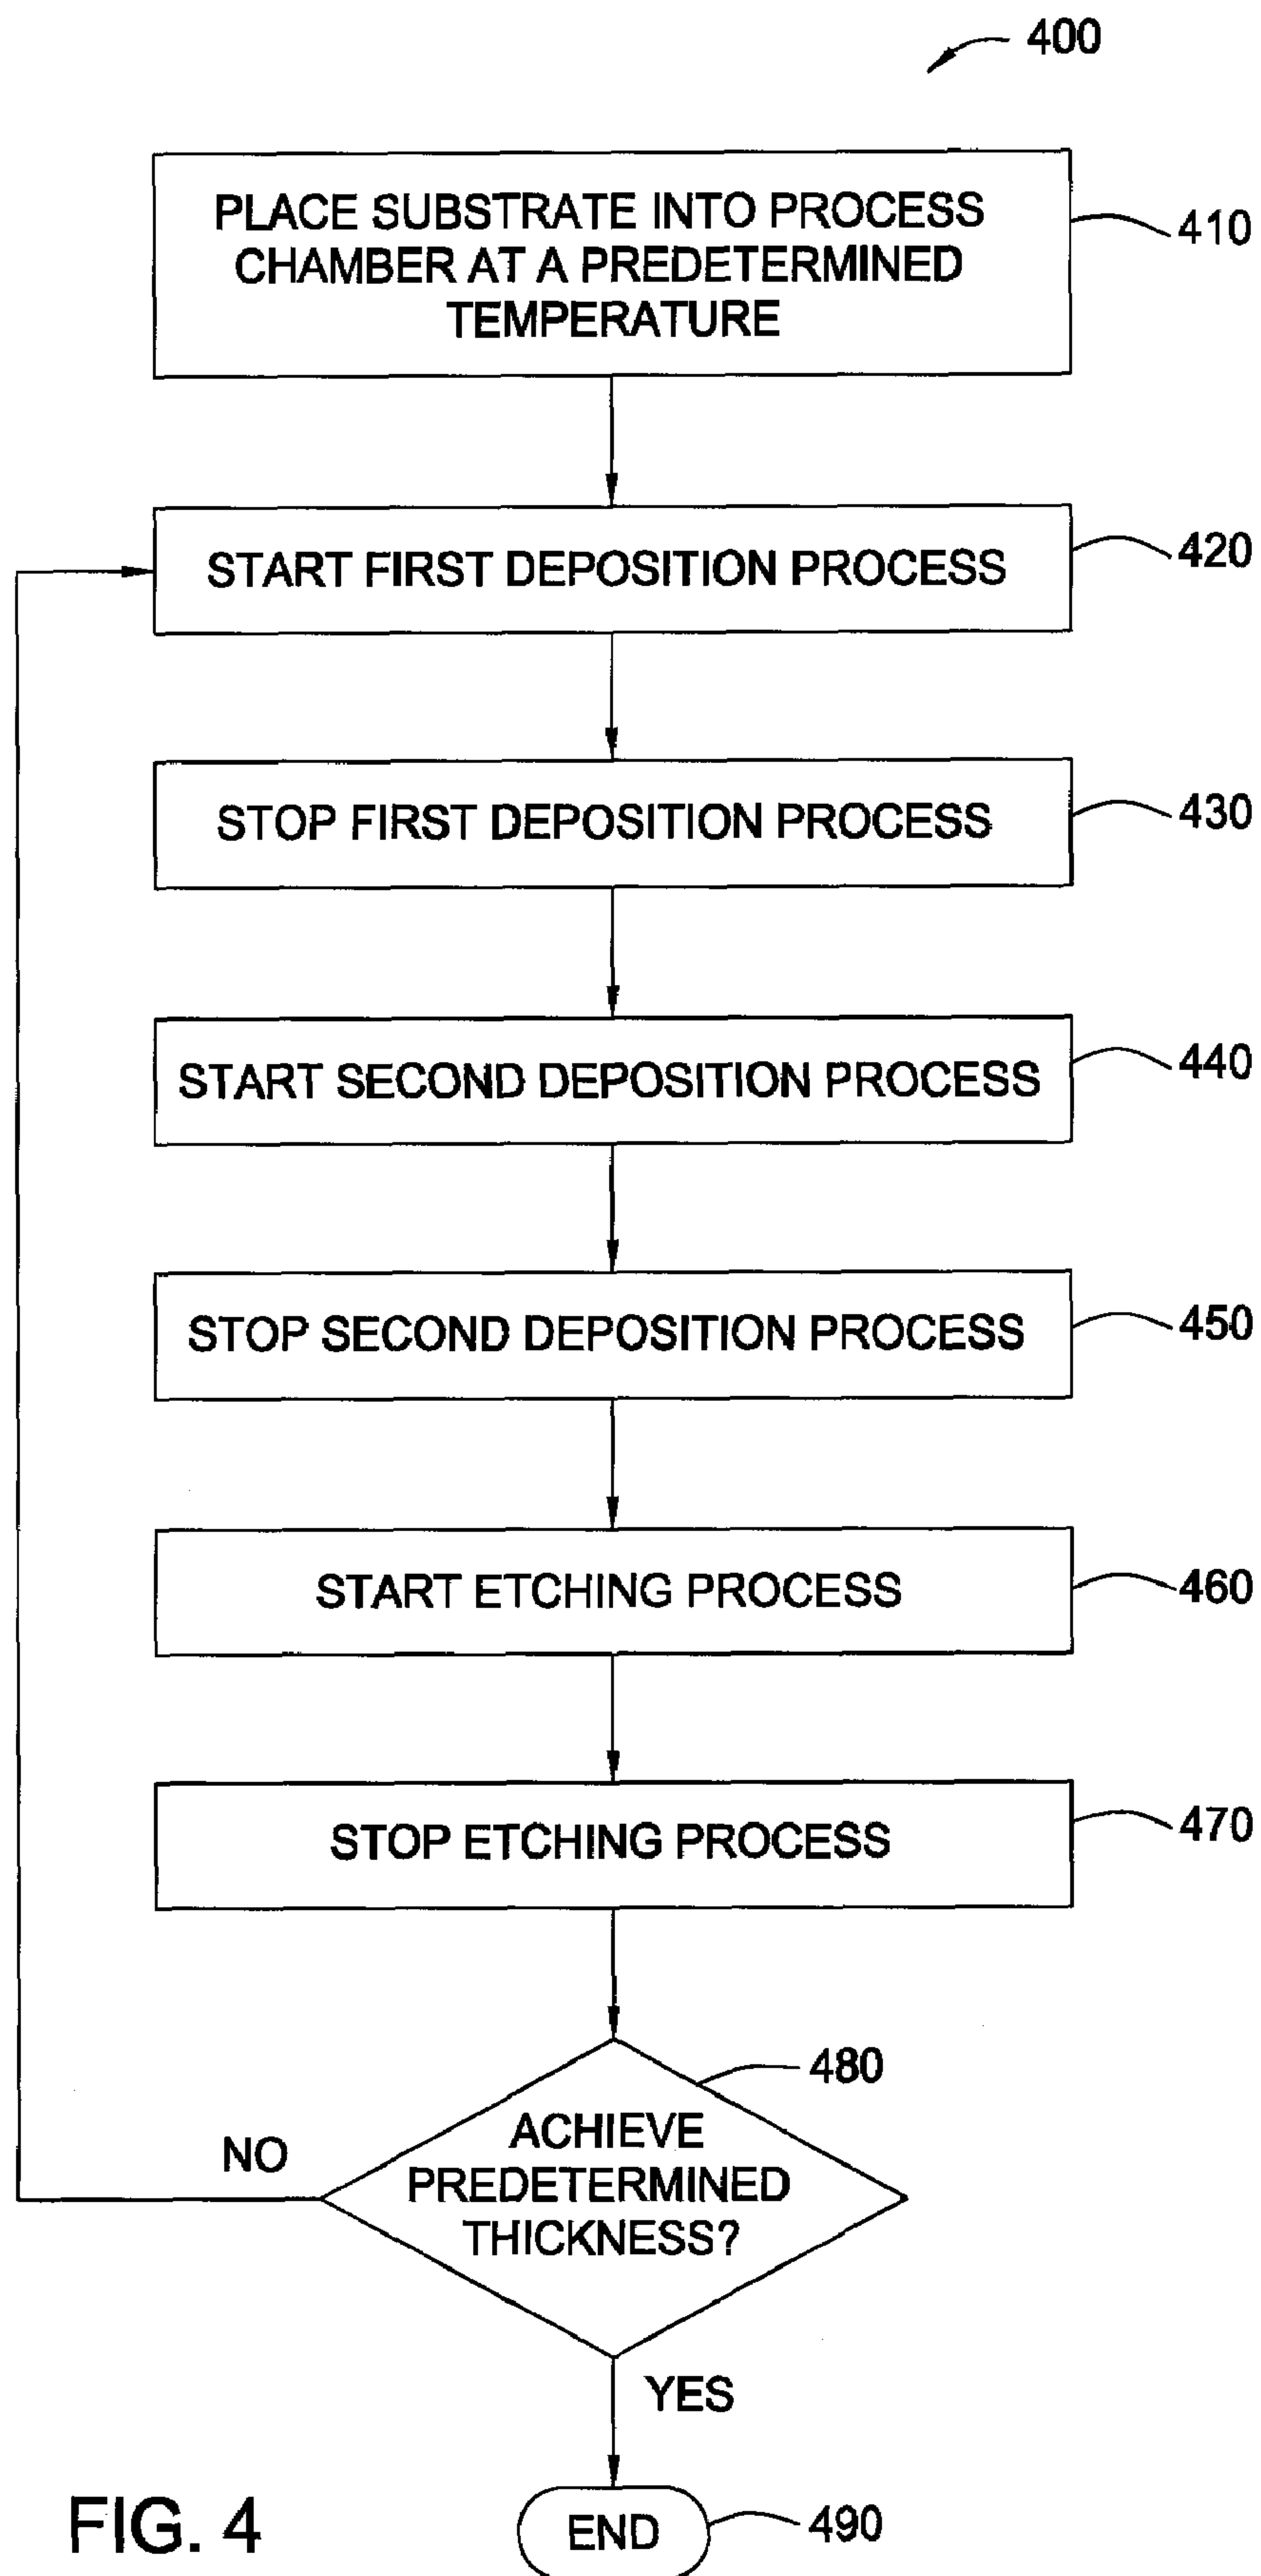 400
PLACE SUBSTRATE INTO PROCESS
CHAMBER AT A PREDETERMINED
TEMPERATURE
410
START FIRST DEPOSITION PROCESS
420
STOP FIRST DEPOSITION PROCESS
430
START SECOND DEPOSITION PROCESS
440
STOP SECOND DEPOSITION PROCESS
450
START ETCHING PROCESS
460
STOP ETCHING PROCESS
470
480
ACHIEVE
PREDETERMINED
THICKNESS?
NO
YES
END
490
FIG. 4